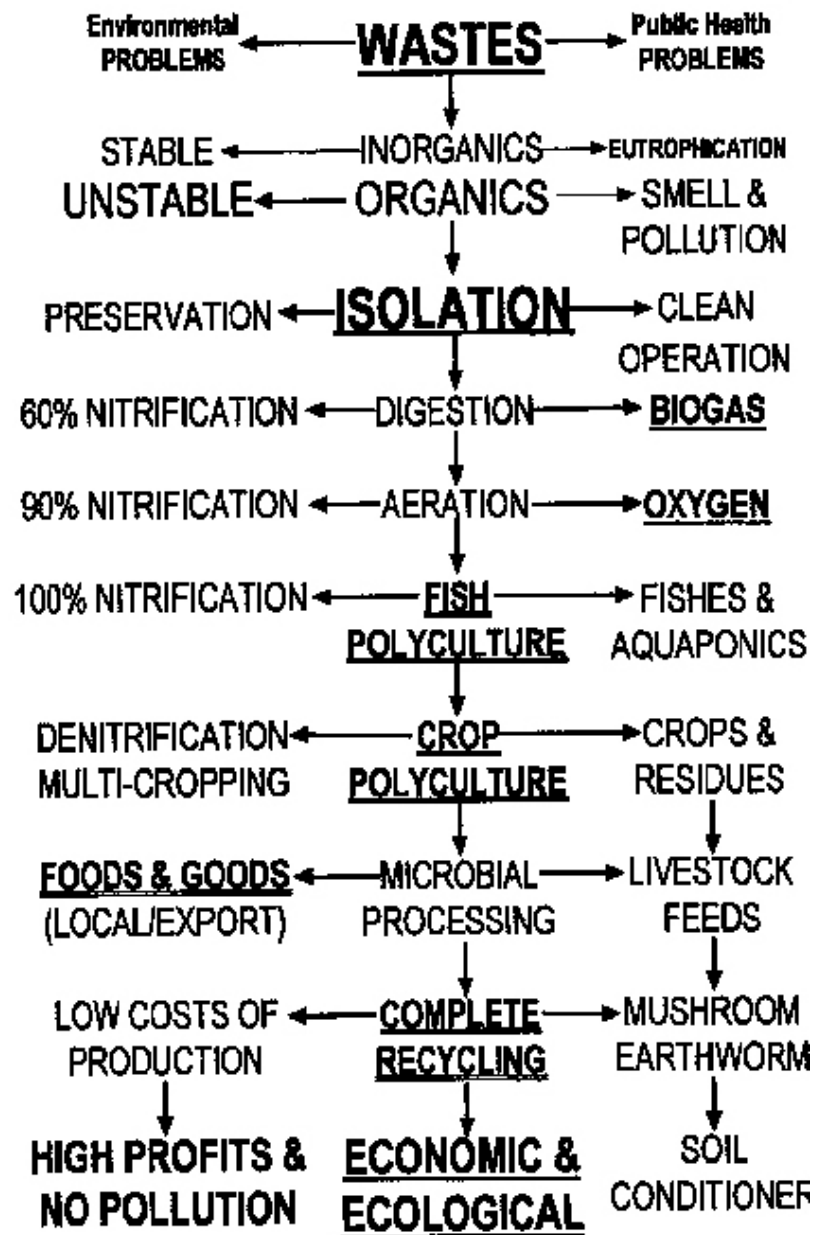 Environmental PROBLEMS
WASTES
Public Health PROBLEMS
STABLE
INORGANICS
EUTROPHICATION
UNSTABLE
ORGANICS
SMELL &
POLLUTION
PRESERVATION
ISOLATION
CLEAN
OPERATION
60% NITRIFICATION
DIGESTION
BIOGAS
90% NITRIFICATION
AERATION
OXYGEN
100% NITRIFICATION
FISH
POLYCULTURE
FISHES &
AQUAPONICS
DENITRIFICATION
MULTI-CROPPING
CROP
POLYCULTURE
CROPS &
RESIDUES
FOODS & GOODS
(LOCAL/EXPORT)
MICROBIAL
PROCESSING
LIVESTOCK
FEEDS
LOW COSTS OF
PRODUCTION
COMPLETE
RECYCLING
MUSHROOM
EARTHWORM
HIGH PROFITS &
NO POLLUTION
ECONOMIC &
ECOLOGICAL
SOIL
CONDITIONER